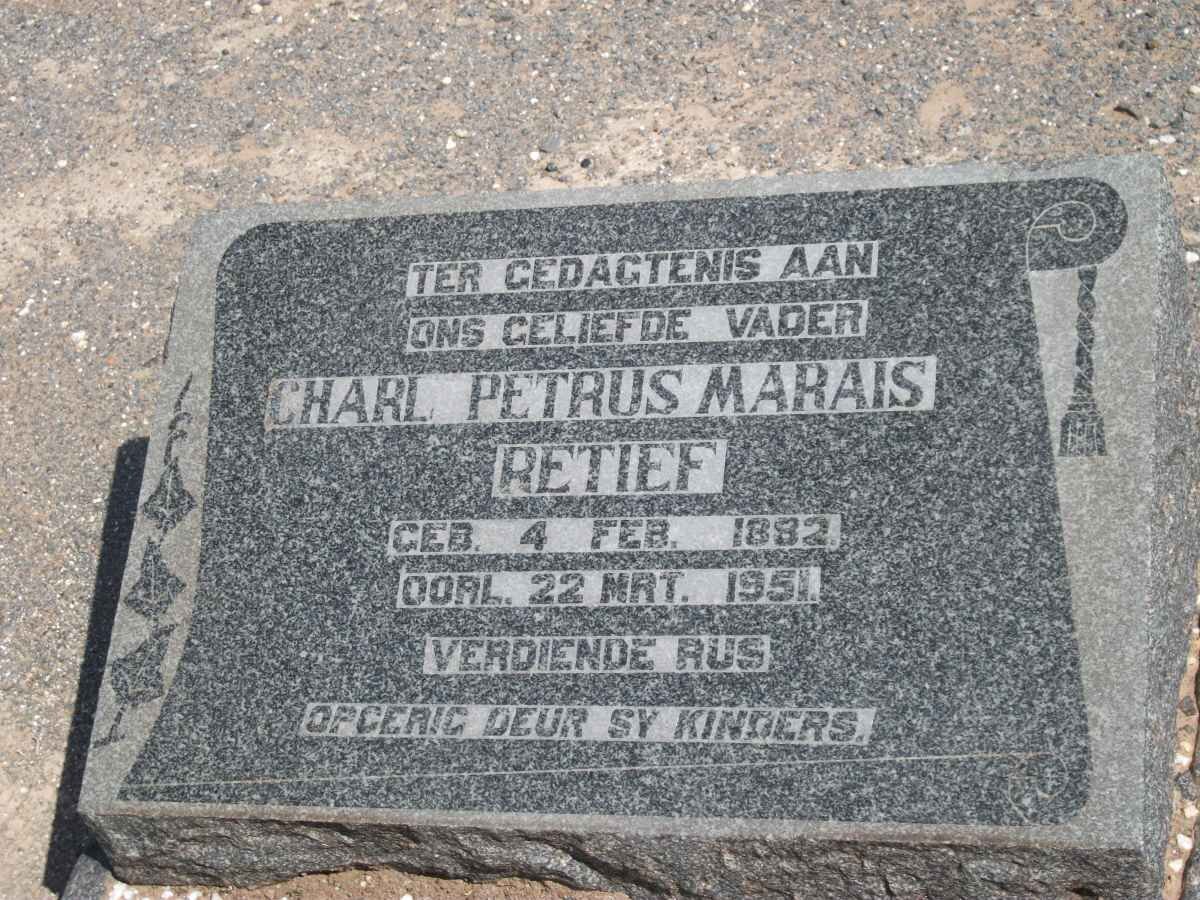 TER GEDAGTENIS AAN
ONS GELIEFDE VADER
CHARL PETRUS MARAIS
RETIEF
GEB. 4 FEB. 1882.
OORL. 22 MRT. 1951.
VERDIENDE RUS
OPGERIG DEUR SY KINDERS.